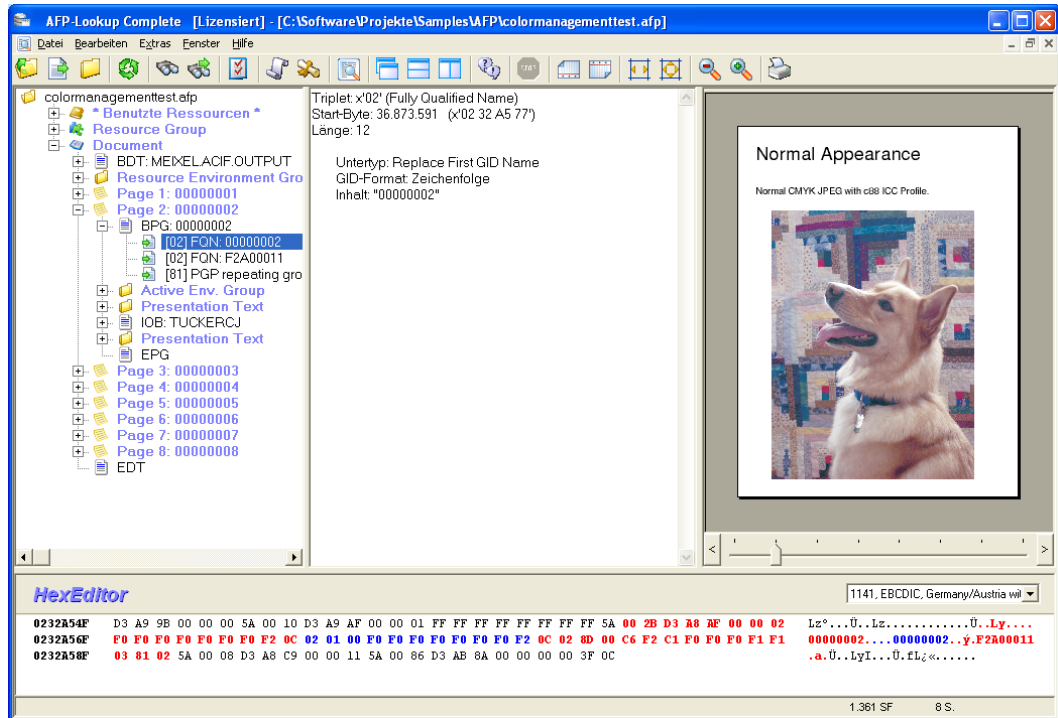 AFP-Lookup Complete [Lizensiert] - [C:\Software\Projekte\Samples\AFP\colormanagementtest.afp]
Datei Bearbeiten Extras Fenster Hilfe
colormanagementtest.afp
* Benutzte Ressourcen *
Resource Group
Document
BDT: MEIXEL.ACIF.OUTPUT
Resource Environment Gro
Page 1: 00000001
Page 2: 00000002
BPG: 00000002
[02] FQN: 00000002
[02] FQN: F2A00011
[81] PGP repeating gro
Active Env. Group
Presentation Text
IOB: TUCKERCJ
Presentation Text
EPG
Page 3: 00000003
Page 4: 00000004
Page 5: 00000005
Page 6: 00000006
Page 7: 00000007
Page 8: 00000008
EDT
Triplet: x'02' (Fully Qualified Name)
Start-Byte: 36.873.591 (x'02 32 A5 77')
Länge: 12
Untertyp: Replace First GID Name
GID-Format: Zeichenfolge
Inhalt: "00000002"
Normal Appearance
Normal CMYK JPEG with c88 ICC Profile.
< >
HexEditor
1141, EBCDIC, Germany/Austria wil
0232A54F D3 A9 9B 00 00 00 5A 00 10 D3 A9 AF 00 00 01 FF FF FF FF FF FF FF FF 5A 00 2B D3 A8 AF 00 00 02 Lz°...Ü..Lz............Ü..Ly....
0232A56F F0 F0 F0 F0 F0 F0 F0 F2 0C 02 01 00 F0 F0 F0 F0 F0 F0 F0 F2 0C 02 8D 00 C6 F2 C1 F0 F0 F0 F1 F1 00000002....00000002..ý.F2A00011
0232A58F 03 81 02 5A 00 08 D3 A8 C9 00 00 11 5A 00 86 D3 AB 8A 00 00 00 00 3F 0C .a.Ü..LyI...Ü.fL¿«......
1.361 SF 8 S.